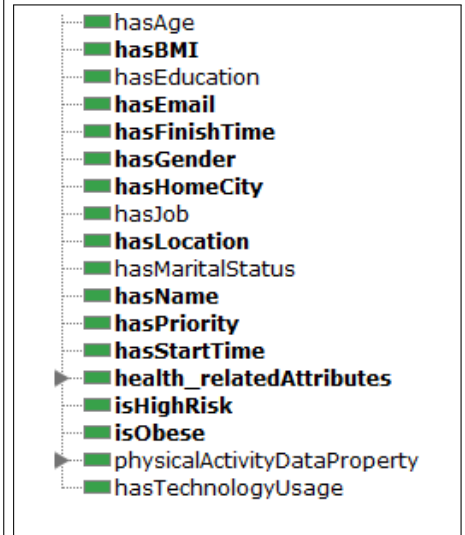 hasAge
hasBMI
hasEducation
hasEmail
hasFinishTime
hasGender
hasHomeCity
hasJob
hasLocation
hasMaritalStatus
hasName
hasPriority
hasStartTime
health_relatedAttributes
isHighRisk
isObese
physicalActivityDataProperty
hasTechnologyUsage